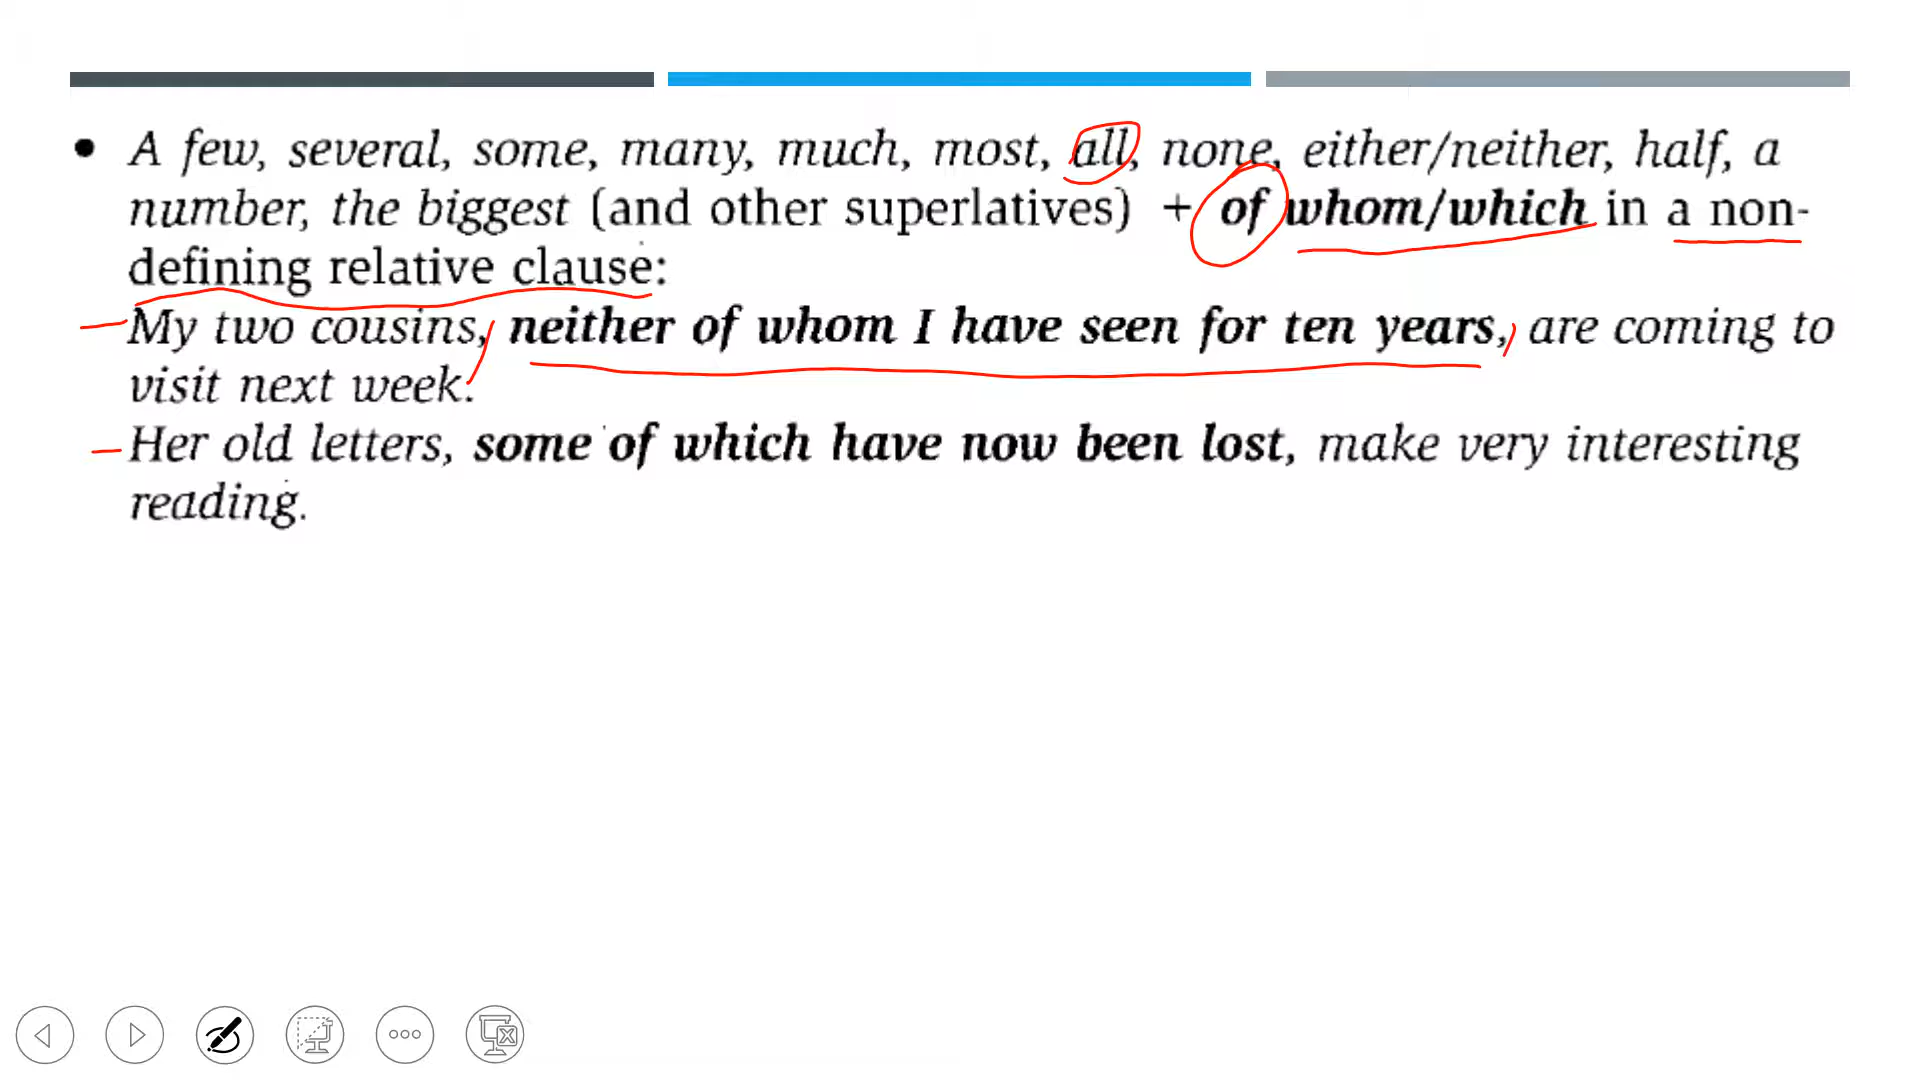 • A few, several, some, many, much, most, all, none, either/neither, half, a
number, the biggest (and other superlatives) + of whom/which in a non-
defining relative clause:
My two cousins, neither of whom I have seen for ten years, are coming to
visit next week.
Her old letters, some of which have now been lost, make very interesting
reading.